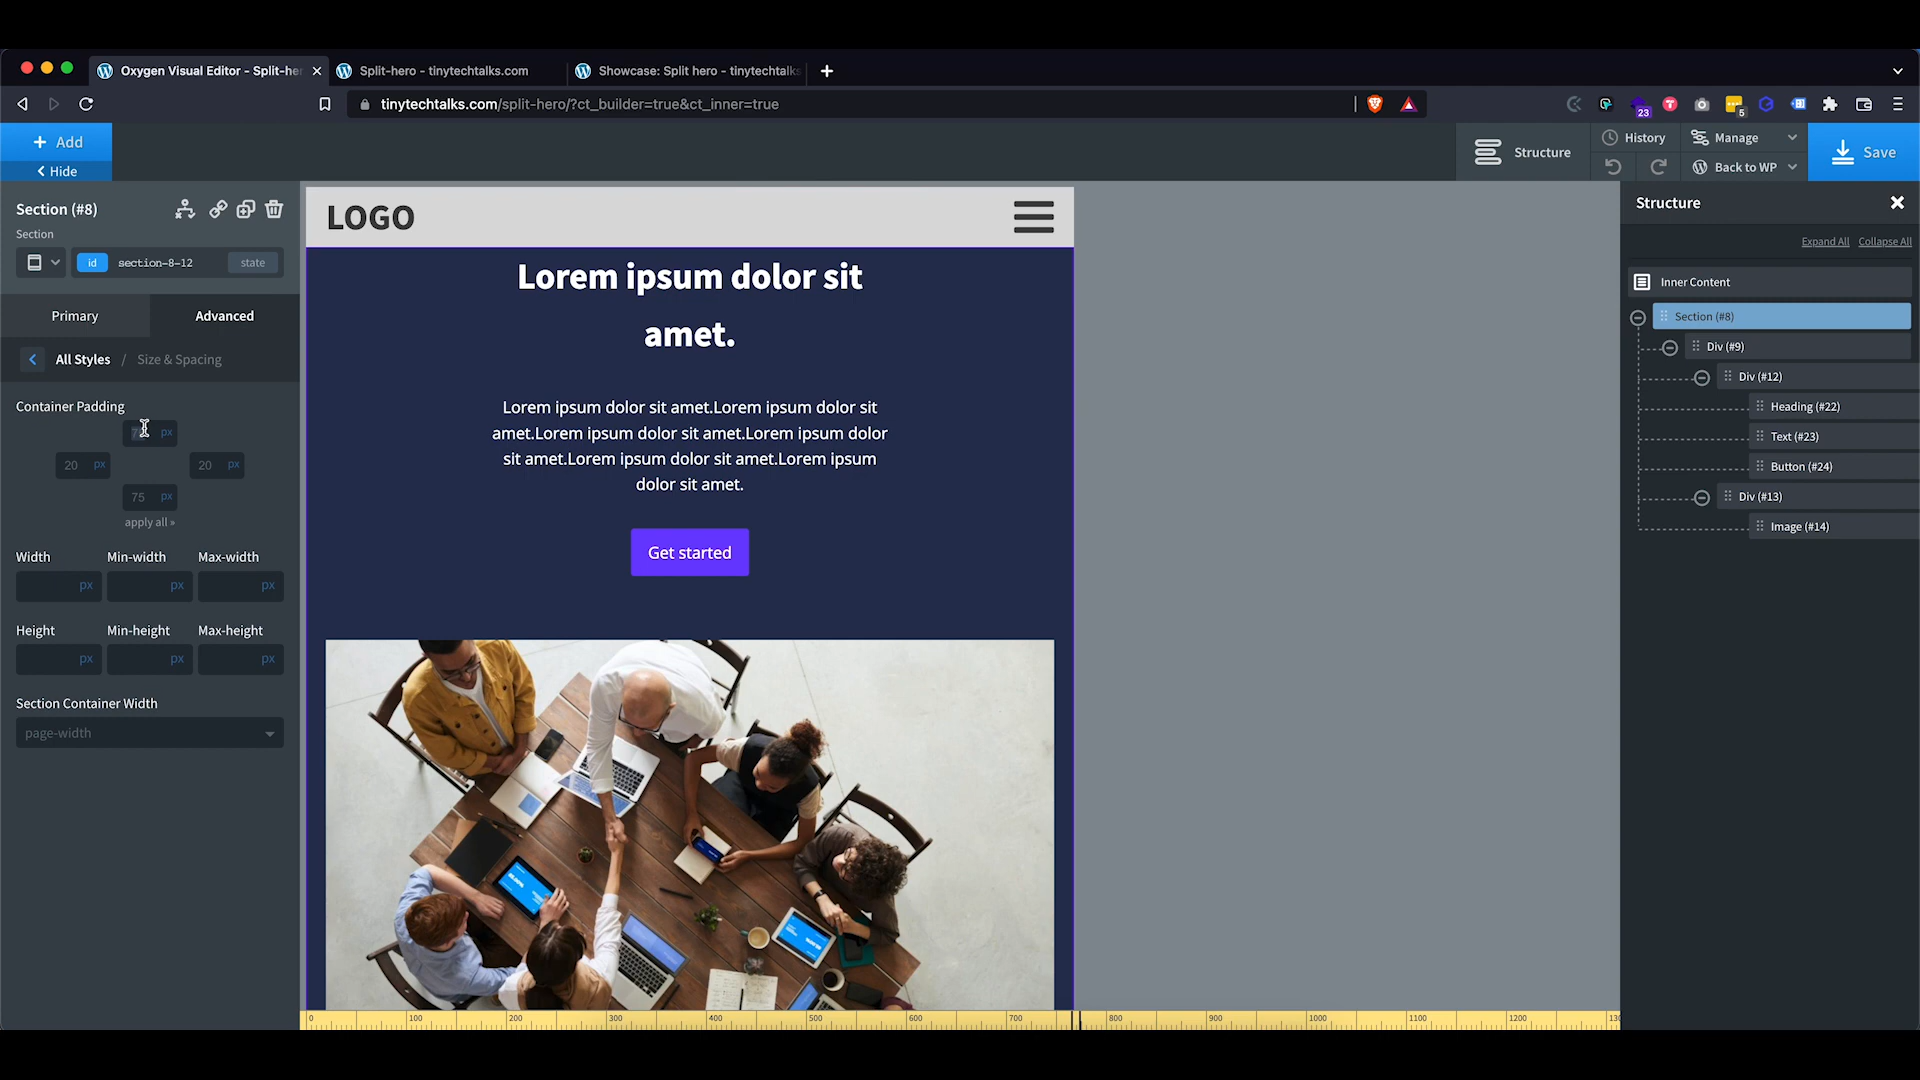 Oxygen Visual Editor - Split-he
Split-hero - tinytechtalks.com
Showcase: Split hero - tinytechtalks
tinytechtalks.com/split-hero/?ct_builder=true&ct_inner=true
23
5
+ Add
Hide
Structure
History
Manage
Back to WP
Save
Section (#8)
Section
id section-8-12 state
Primary Advanced
All Styles / Size & Spacing
Container Padding
px
20 px 20 px
75 px
apply all »
Width Min-width Max-width
px px px
Height Min-height Max-height
px px px
Section Container Width
page-width
LOGO
Lorem ipsum dolor sit
amet.
Lorem ipsum dolor sit amet.Lorem ipsum dolor sit
amet.Lorem ipsum dolor sit amet.Lorem ipsum dolor
sit amet.Lorem ipsum dolor sit amet.Lorem ipsum
dolor sit amet.
Get started
0 100 200 300 400 500 600 700 800 900 1000 1100 1200
Structure
Expand All Collapse All
Inner Content
Section (#8)
Div (#9)
Div (#12)
Heading (#22)
Text (#23)
Button (#24)
Div (#13)
Image (#14)